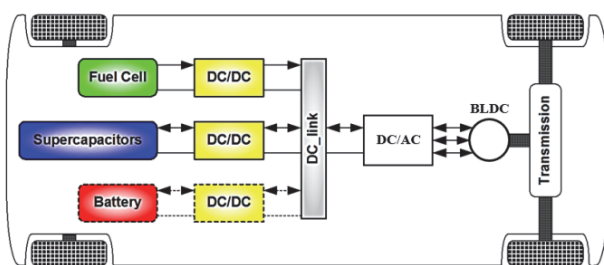 Fuel Cell
DC/DC
Supercapacitors
DC/DC
Battery
DC/DC
DC_link
DC/AC
BLDC
Transmission